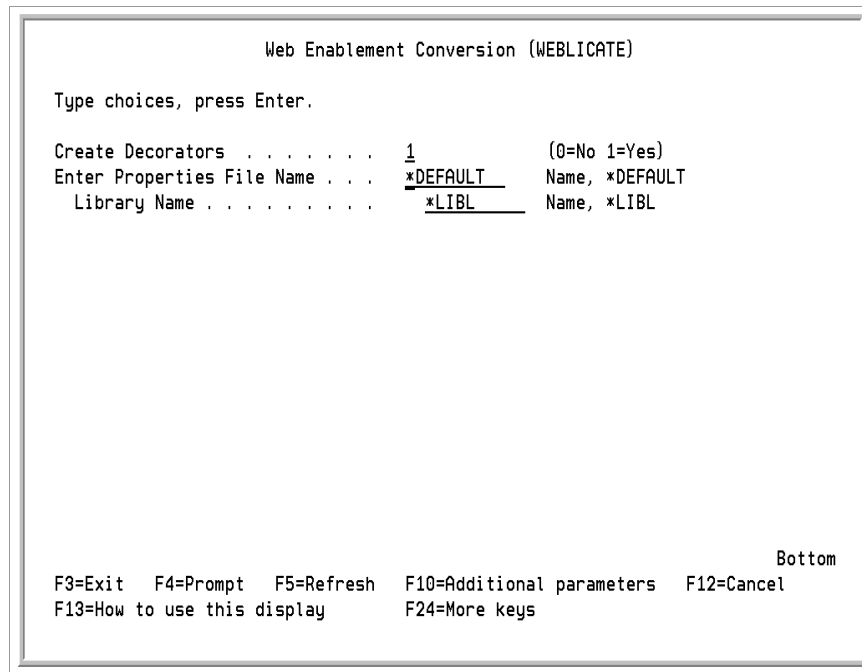 Web Enablement Conversion (WEBLICATE)
Type choices, press Enter.
Create Decorators . . . . . . . 1 (0=No 1=Yes)
Enter Properties File Name . . . *DEFAULT Name, *DEFAULT
Library Name . . . . . . . . . *LIBL Name, *LIBL
Bottom
F3=Exit F4=Prompt F5=Refresh F10=Additional parameters F12=Cancel
F13=How to use this display F24=More keys